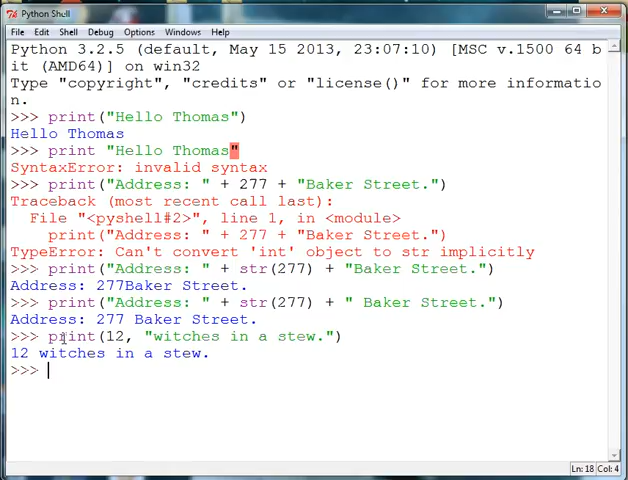 Python Shell
File Edit Shell Debug Options Windows Help
Python 3.2.5 (default, May 15 2013, 23:07:10) [MSC v.1500 64 b
it (AMD64)] on win32
Type "copyright", "credits" or "license()" for more informatio
n.
>>> print("Hello Thomas")
Hello Thomas
>>> print "Hello Thomas"
SyntaxError: invalid syntax
>>> print("Address: " + 277 + "Baker Street.")
Traceback (most recent call last):
  File "<pyshell#2>", line 1, in <module>
    print("Address: " + 277 + "Baker Street.")
TypeError: Can't convert 'int' object to str implicitly
>>> print("Address: " + str(277) + "Baker Street.")
Address: 277Baker Street.
>>> print("Address: " + str(277) + " Baker Street.")
Address: 277 Baker Street.
>>> print(12, "witches in a stew.")
12 witches in a stew.
>>>
Ln: 18 Col: 4